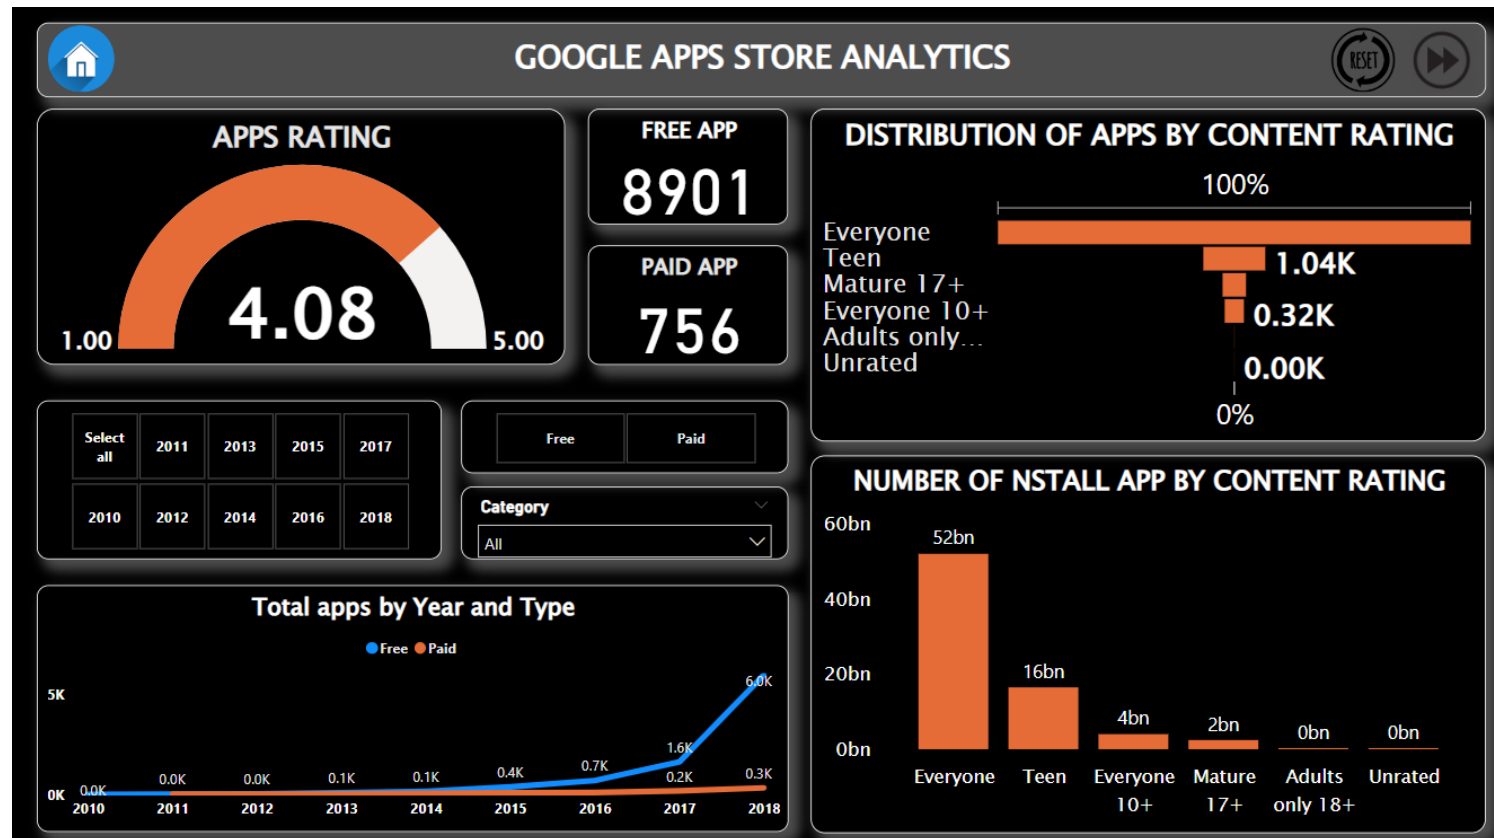 GOOGLE APPS STORE ANALYTICS
RESET
APPS RATING
4.08
1.00
5.00
FREE APP
8901
PAID APP
756
DISTRIBUTION OF APPS BY CONTENT RATING
100%
Everyone
Teen
1.04K
Mature 17+
Everyone 10+
0.32K
Adults only...
Unrated
0.00K
0%
Select all
2011
2013
2015
2017
2010
2012
2014
2016
2018
Free
Paid
Category
All
Total apps by Year and Type
Free
Paid
5K
0K
0.0K
0.0K
0.0K
0.1K
0.1K
0.4K
0.7K
1.6K
6.0K
0.2K
0.3K
2010
2011
2012
2013
2014
2015
2016
2017
2018
NUMBER OF NSTALL APP BY CONTENT RATING
60bn
40bn
20bn
0bn
52bn
16bn
4bn
2bn
0bn
0bn
Everyone
Teen
Everyone 10+
Mature 17+
Adults only 18+
Unrated